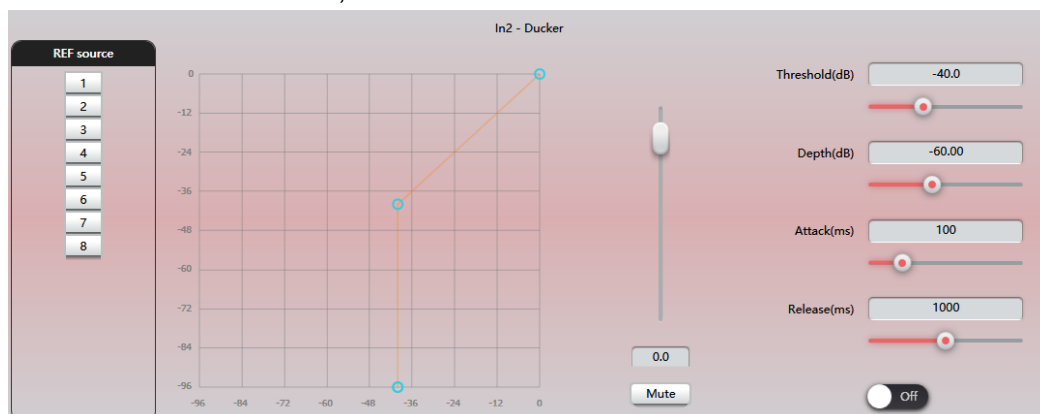 In2 - Ducker
REF source
1
2
3
4
5
6
7
8
0
-12
-24
-36
-48
-60
-72
-84
-96
-96 -84 -72 -60 -48 -36 -24 -12 0
0.0
Mute
Threshold(dB) -40.0
Depth(dB) -60.00
Attack(ms) 100
Release(ms) 1000
Off